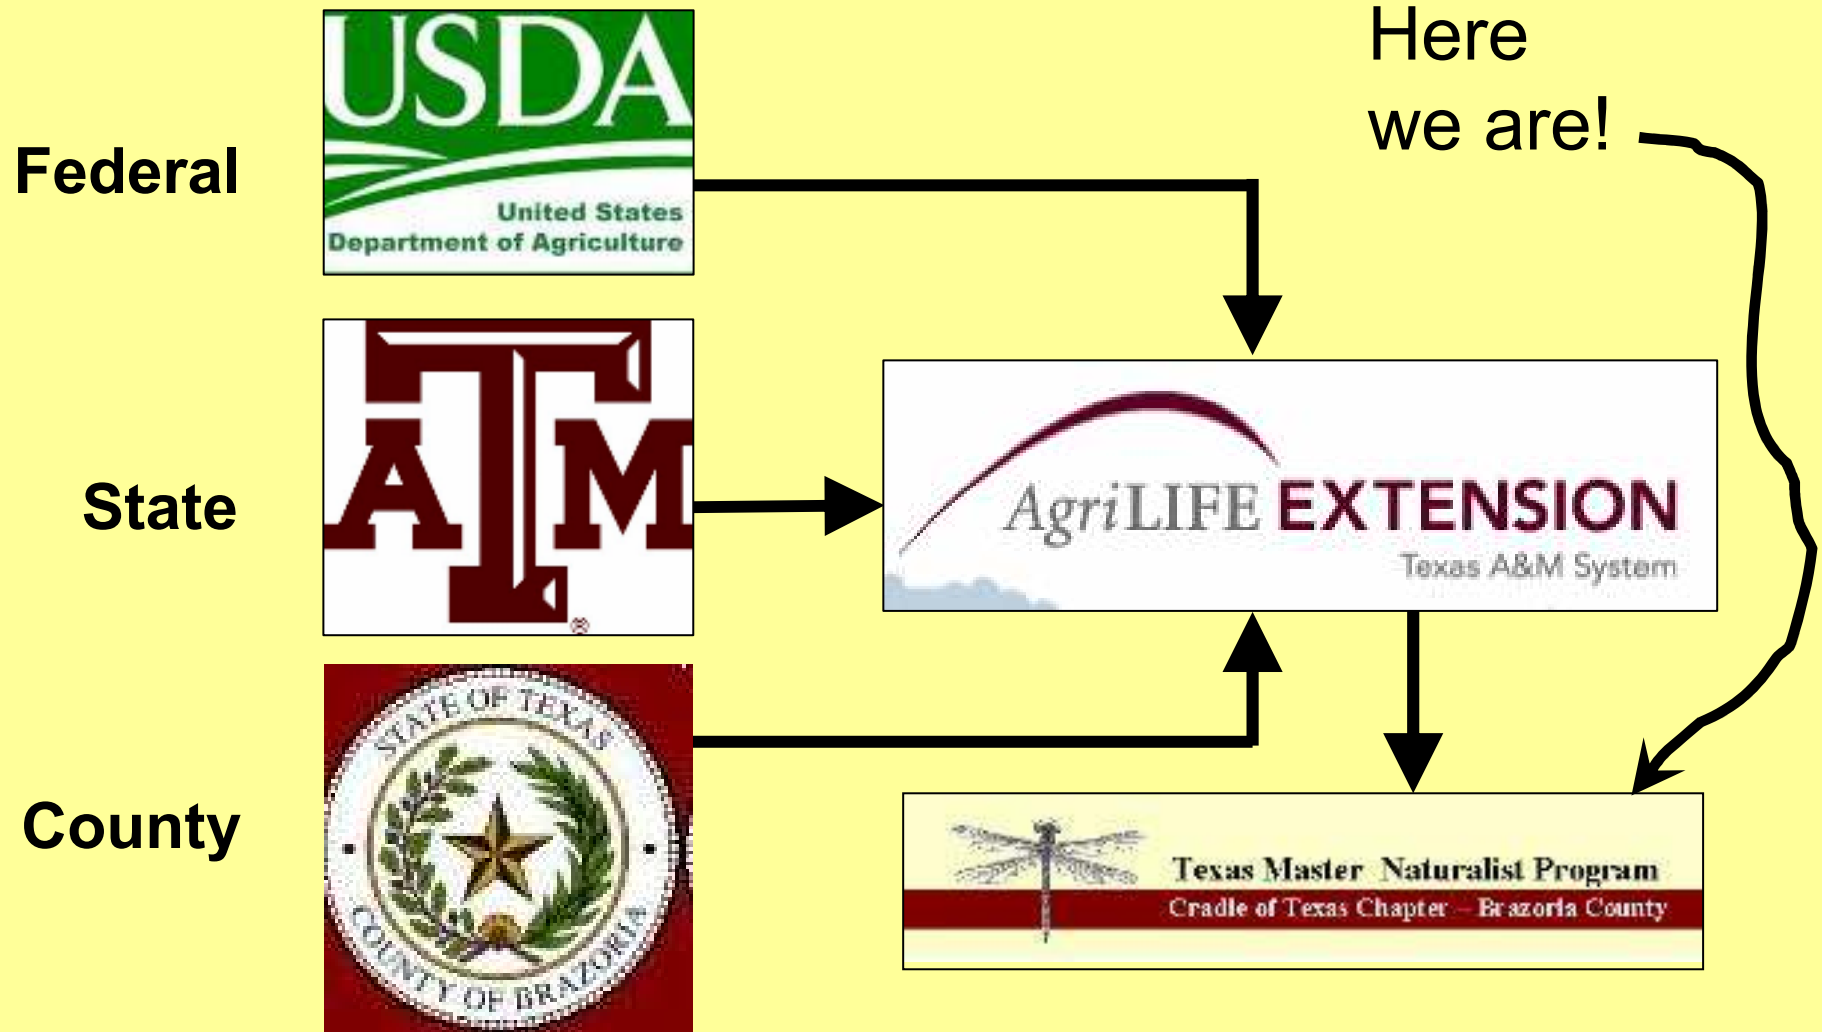 Here
we are!
Federal
USDA
United States
Department of Agriculture
State
ATM
®
AgriLIFE EXTENSION
Texas A&M System
County
STATE OF TEXAS
COUNTY OF BRAZORIA
Texas Master Naturalist Program
Cradle of Texas Chapter – Brazoria County